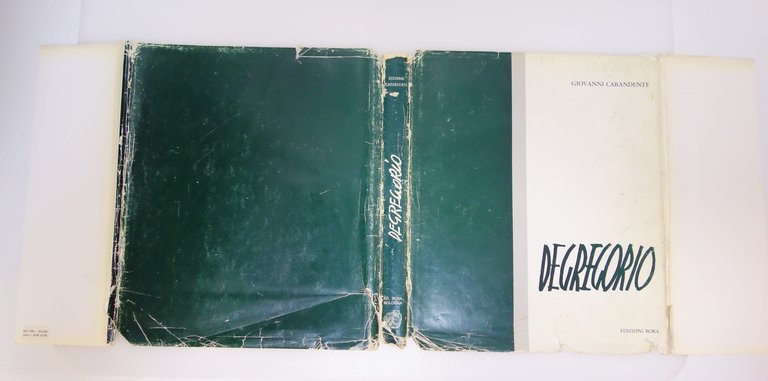 GIOVANNI
CARANDENTE
DEGREGORIO
ED. BORA
BOLOGNA
GIOVANNI CARANDENTE
DEGREGORIO
EDIZIONI BORA